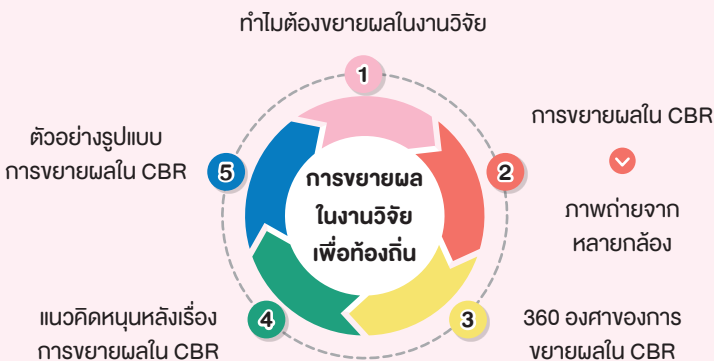 ทำไมต้องขยายผลในงานวิจัย
1
การขยายผลใน CBR
2
ภาพถ่ายจาก
หลายกล้อง
3
360 องศาของการ
ขยายผลใน CBR
4
แนวคิดหนุนหลังเรื่อง
การขยายผลใน CBR
5
ตัวอย่างรูปแบบ
การขยายผลใน CBR
การขยายผล
ในงานวิจัย
เพื่อท้องถิ่น